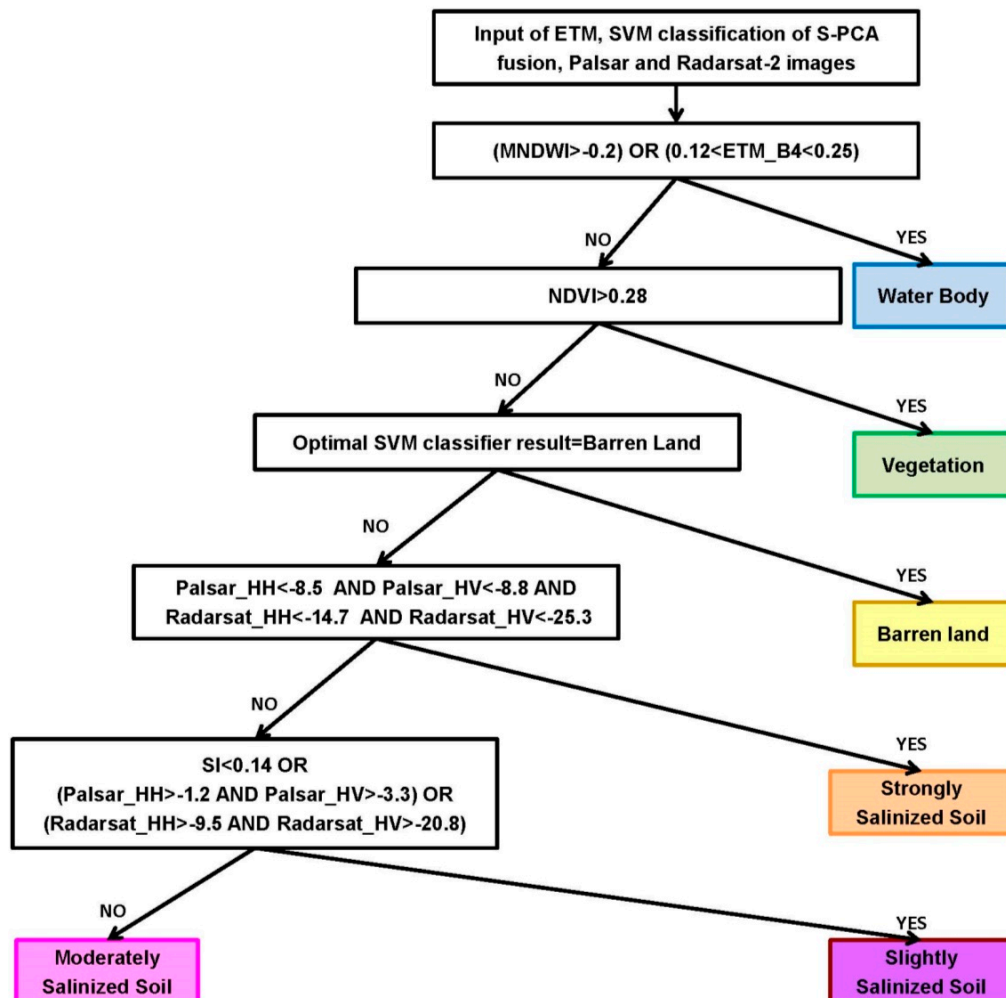 Input of ETM, SVM classification of S-PCA
fusion, Palsar and Radarsat-2 images
(MNDWI>-0.2) OR (0.12<ETM_B4<0.25)
NO
YES
NDVI>0.28
Water Body
NO
YES
Optimal SVM classifier result=Barren Land
Vegetation
NO
YES
Palsar_HH<-8.5 AND Palsar_HV<-8.8 AND
Radarsat_HH<-14.7 AND Radarsat_HV<-25.3
Barren land
NO
YES
SI<0.14 OR
(Palsar_HH>-1.2 AND Palsar_HV>-3.3) OR
(Radarsat_HH>-9.5 AND Radarsat_HV>-20.8)
Strongly
Salinized Soil
NO
YES
Moderately
Salinized Soil
Slightly
Salinized Soil